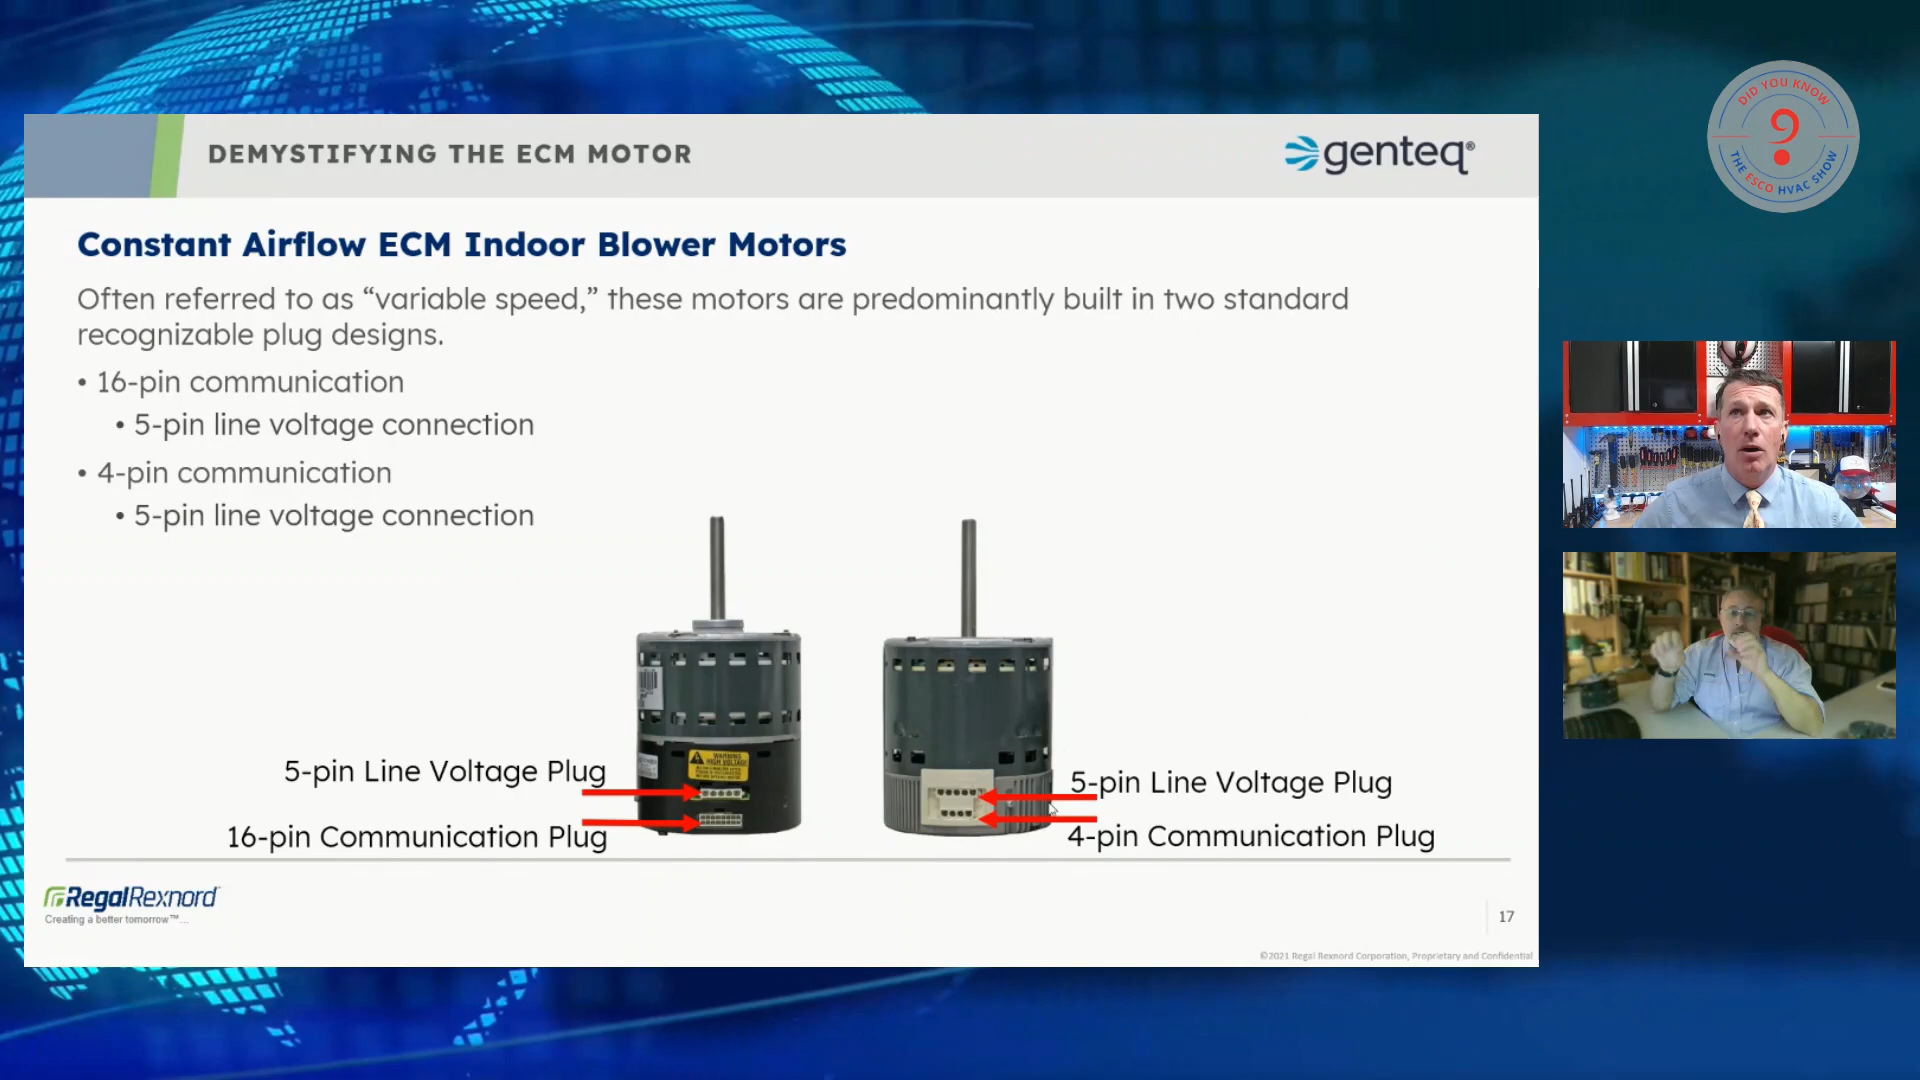 DEMYSTIFYING THE ECM MOTOR
genteq®
DID YOU KNOW
?
THE ESCO HVAC SHOW
Constant Airflow ECM Indoor Blower Motors
Often referred to as “variable speed,” these motors are predominantly built in two standard
recognizable plug designs.
• 16-pin communication
• 5-pin line voltage connection
• 4-pin communication
• 5-pin line voltage connection
WARNING
HIGH VOLTAGE
5-pin Line Voltage Plug
16-pin Communication Plug
5-pin Line Voltage Plug
4-pin Communication Plug
RegalRexnord
Creating a better tomorrow™...
17
©2021 Regal Rexnord Corporation, Proprietary and Confidential